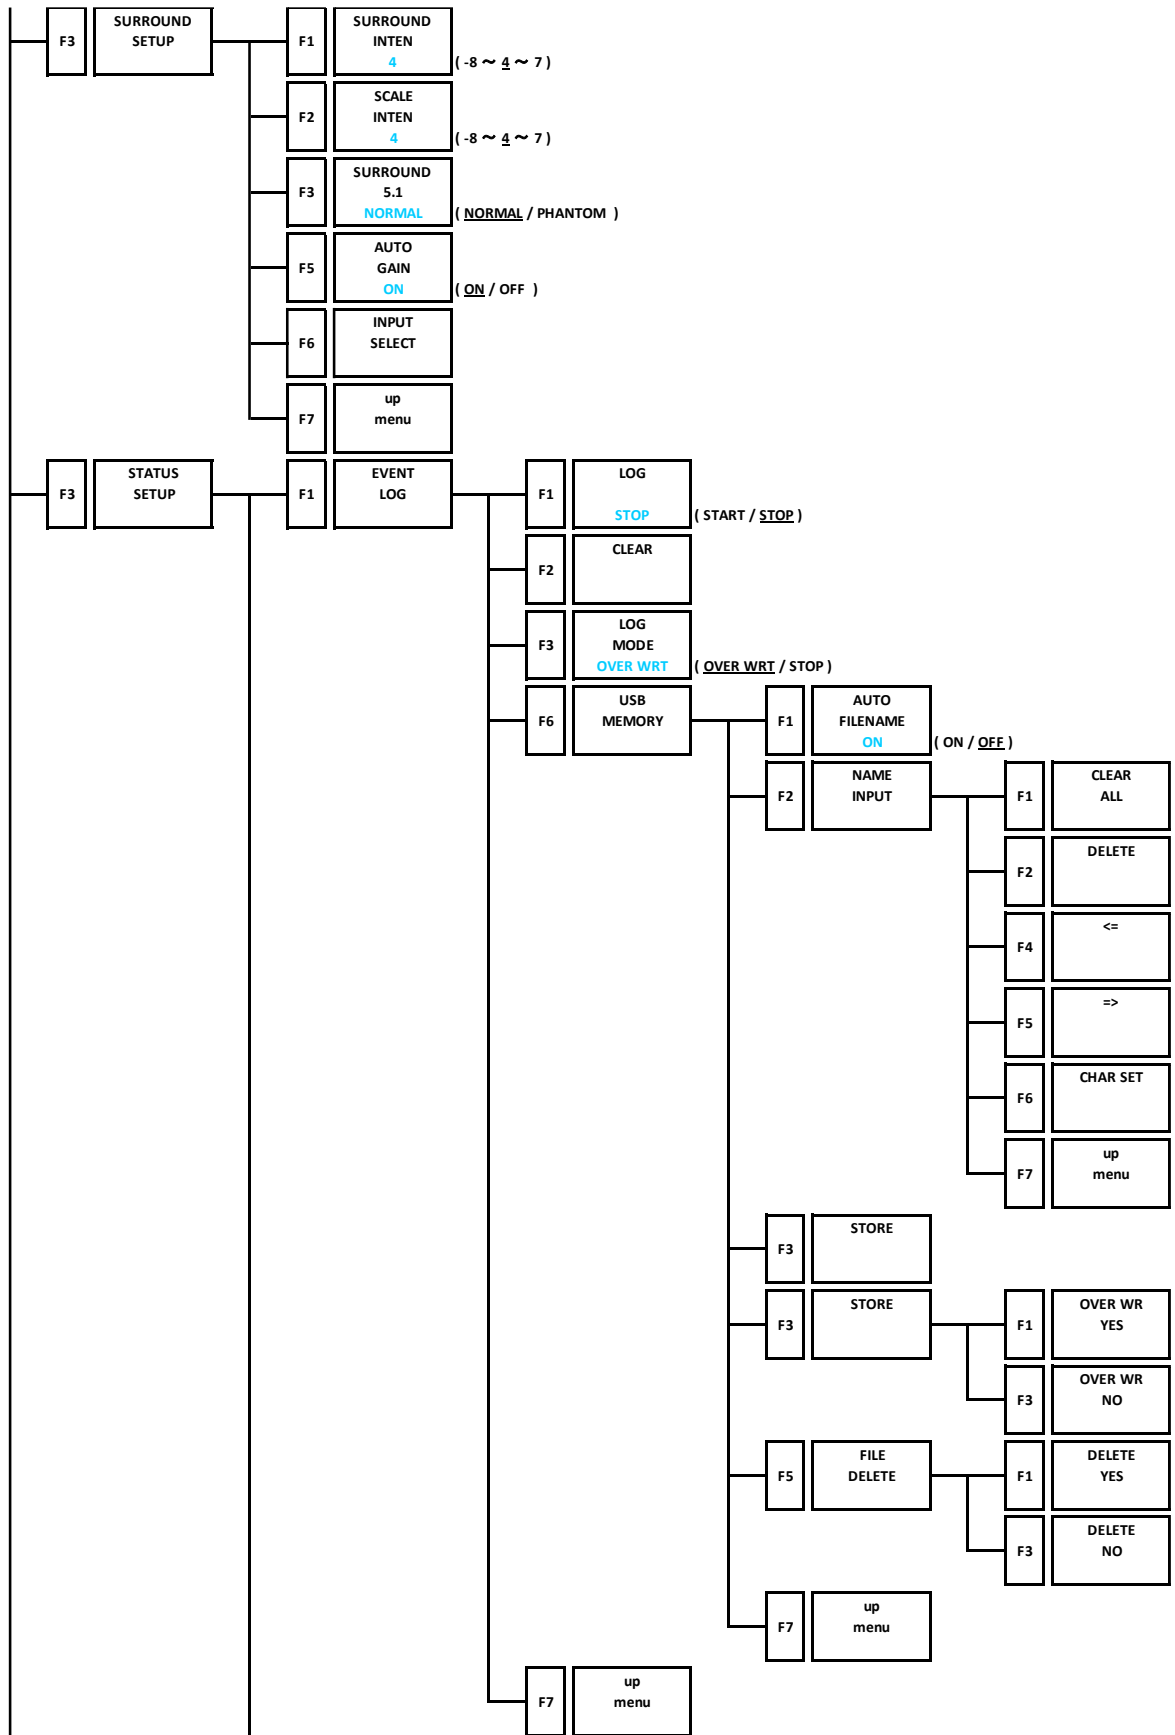 F3
SURROUND
SETUP
F1
SURROUND
INTEN
4
( -8 ～ 4 ～ 7 )
F2
SCALE
INTEN
4
( -8 ～ 4 ～ 7 )
F3
SURROUND
5.1
NORMAL
( NORMAL / PHANTOM )
F5
AUTO
GAIN
ON
( ON / OFF )
F6
INPUT
SELECT
F7
up
menu
F3
STATUS
SETUP
F1
EVENT
LOG
F1
LOG
STOP
( START / STOP )
F2
CLEAR
F3
LOG
MODE
OVER WRT
( OVER WRT / STOP )
F6
USB
MEMORY
F1
AUTO
FILENAME
ON
( ON / OFF )
F2
NAME
INPUT
F1
CLEAR
ALL
F2
DELETE
F4
<=
F5
=>
F6
CHAR SET
F7
up
menu
F3
STORE
F3
STORE
F1
OVER WR
YES
F3
OVER WR
NO
F5
FILE
DELETE
F1
DELETE
YES
F3
DELETE
NO
F7
up
menu
F7
up
menu